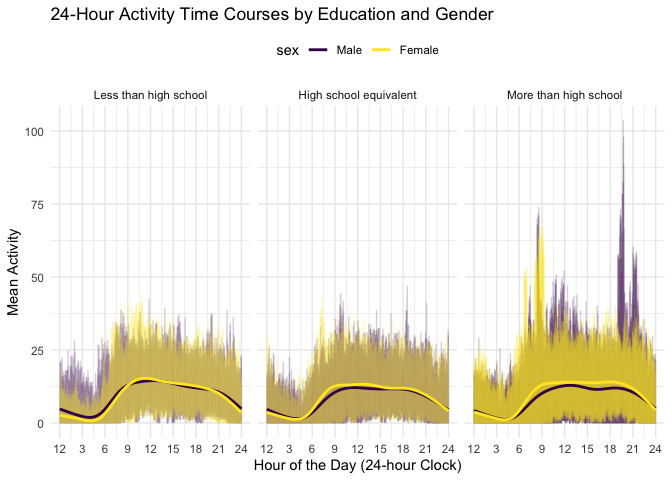 24-Hour Activity Time Courses by Education and Gender
sex Male Female
Less than high school High school equivalent More than high school
Mean Activity
100
75
50
25
0
12 3 6 9 12 15 18 21 24 12 3 6 9 12 15 18 21 24 12 3 6 9 12 15 18 21 24
Hour of the Day (24-hour Clock)